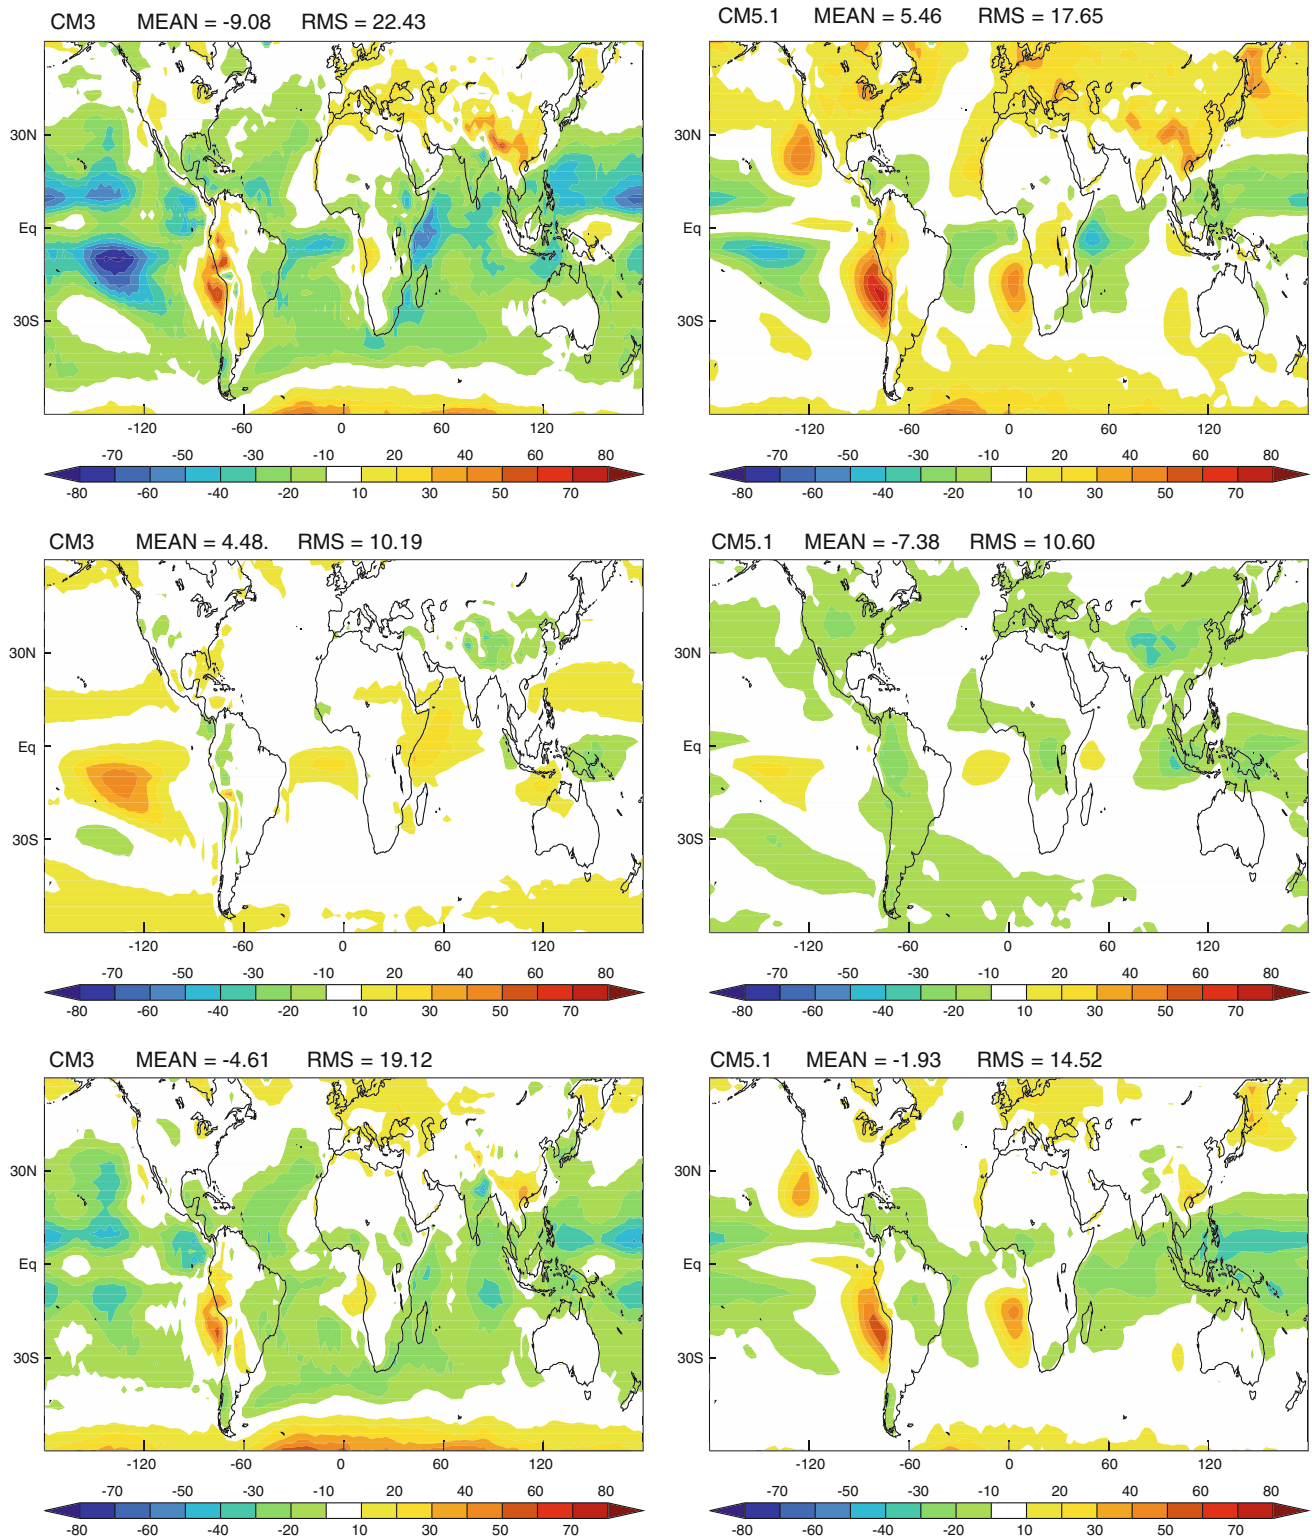 CM3 MEAN = -9.08 RMS = 22.43
CM5.1 MEAN = 5.46 RMS = 17.65
30N
Eq
30S
30N
Eq
30S
-120 -60 0 60 120
-120 -60 0 60 120
-70 -50 -30 -10 20 40 60 80
-80 -60 -40 -20 10 30 50 70
-70 -50 -30 -10 20 40 60 80
-80 -60 -40 -20 10 30 50 70
CM3 MEAN = 4.48. RMS = 10.19
CM5.1 MEAN = -7.38 RMS = 10.60
30N
Eq
30S
30N
Eq
30S
-120 -60 0 60 120
-120 -60 0 60 120
-70 -50 -30 -10 20 40 60 80
-80 -60 -40 -20 10 30 50 70
-70 -50 -30 -10 20 40 60 80
-80 -60 -40 -20 10 30 50 70
CM3 MEAN = -4.61 RMS = 19.12
CM5.1 MEAN = -1.93 RMS = 14.52
30N
Eq
30S
30N
Eq
30S
-120 -60 0 60 120
-120 -60 0 60 120
-70 -50 -30 -10 20 40 60 80
-80 -60 -40 -20 10 30 50 70
-70 -50 -30 -10 20 40 60 80
-80 -60 -40 -20 10 30 50 70